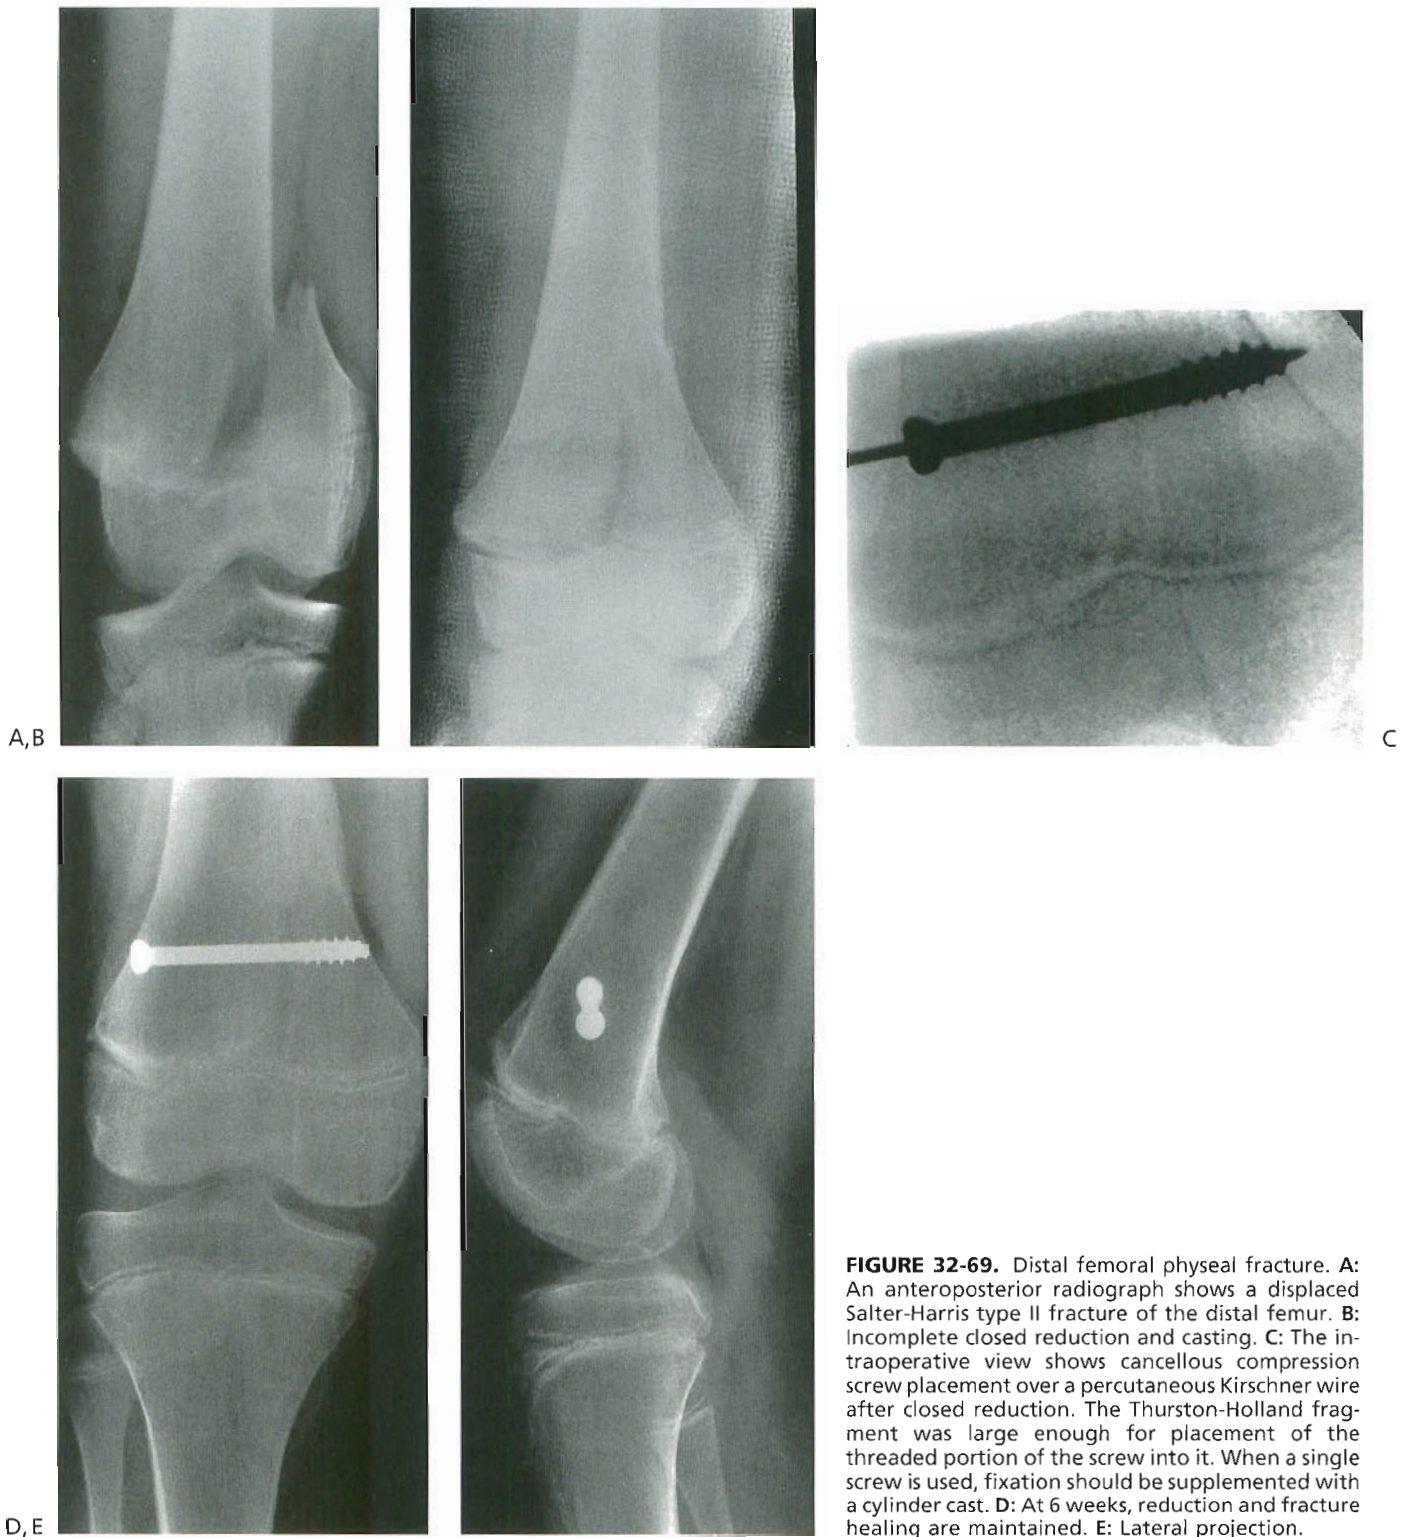 A,B
C
D,E
FIGURE 32-69. Distal femoral physeal fracture. A:
An anteroposterior radiograph shows a displaced
Salter-Harris type II fracture of the distal femur. B:
Incomplete closed reduction and casting. C: The in-
traoperative view shows cancellous compression
screw placement over a percutaneous Kirschner wire
after closed reduction. The Thurston-Holland frag-
ment was large enough for placement of the
threaded portion of the screw into it. When a single
screw is used, fixation should be supplemented with
a cylinder cast. D: At 6 weeks, reduction and fracture
healing are maintained. E: Lateral projection.